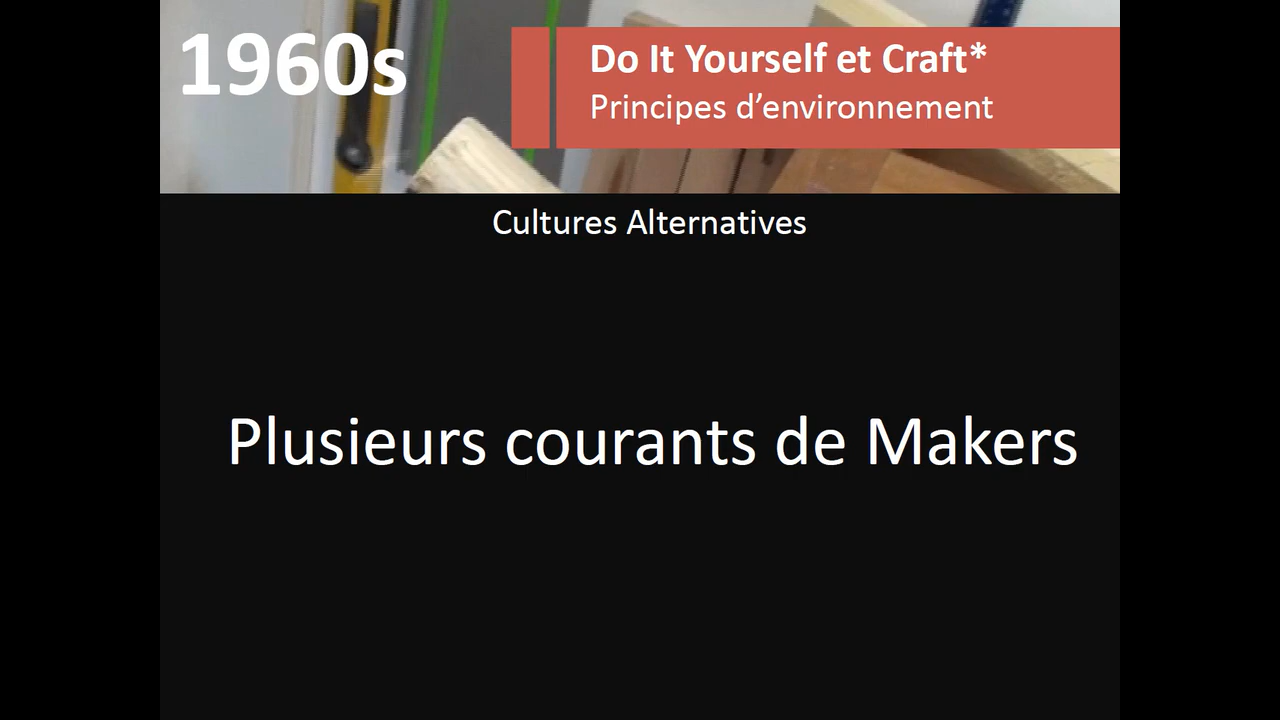 1960s
Do It Yourself et Craft*
Principes d’environnement
Cultures Alternatives
Plusieurs courants de Makers